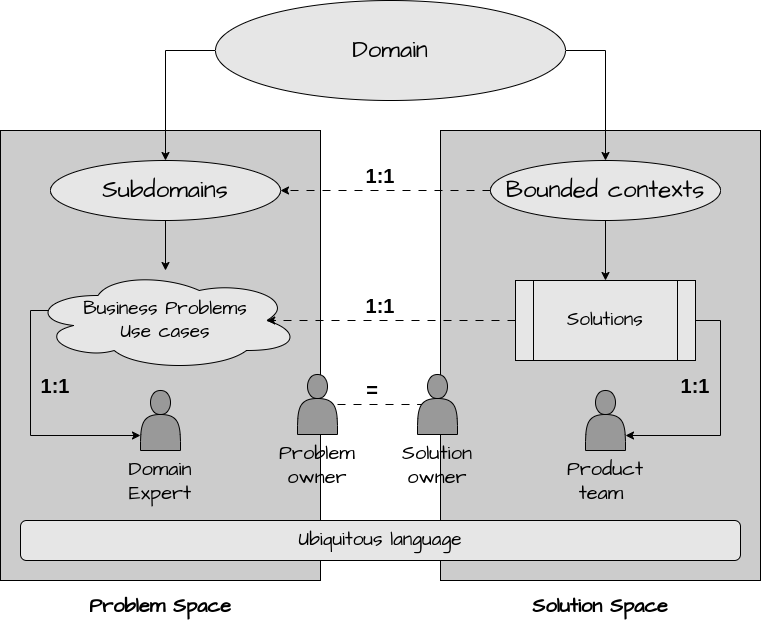 Domain
Subdomains
1:1
Bounded contexts
Business Problems
Use cases
1:1
Solutions
1:1
=
1:1
Domain
Expert
Problem
owner
Solution
owner
Product
team
Ubiquitous language
Problem Space
Solution Space